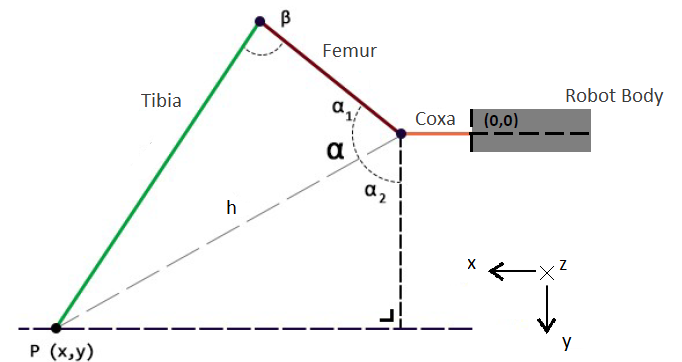 β
Femur
Tibia
Robot Body
α1
Coxa
(0,0)
α
α2
h
x
z
y
P (x,y)